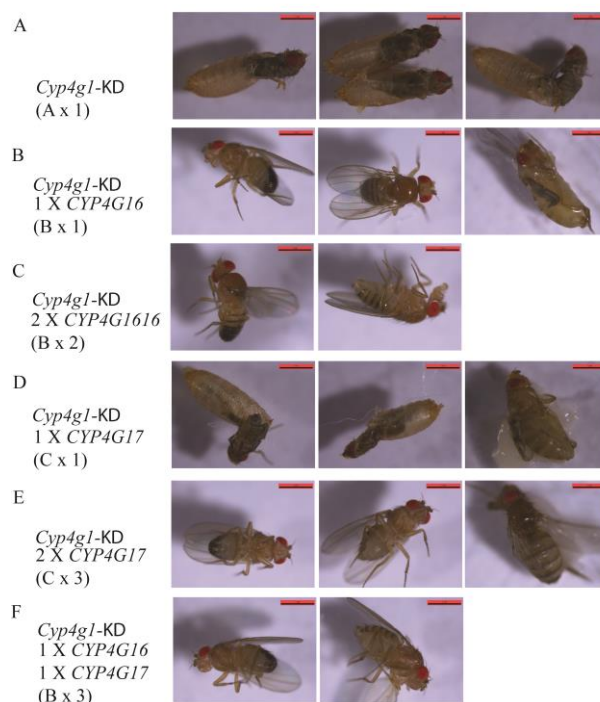 A
Cyp4g1-KD
(A x 1)
B
Cyp4g1-KD
1 X CYP4G16
(B x 1)
C
Cyp4g1-KD
2 X CYP4G1616
(B x 2)
D
Cyp4g1-KD
1 X CYP4G17
(C x 1)
E
Cyp4g1-KD
2 X CYP4G17
(C x 3)
F
Cyp4g1-KD
1 X CYP4G16
1 X CYP4G17
(B x 3)